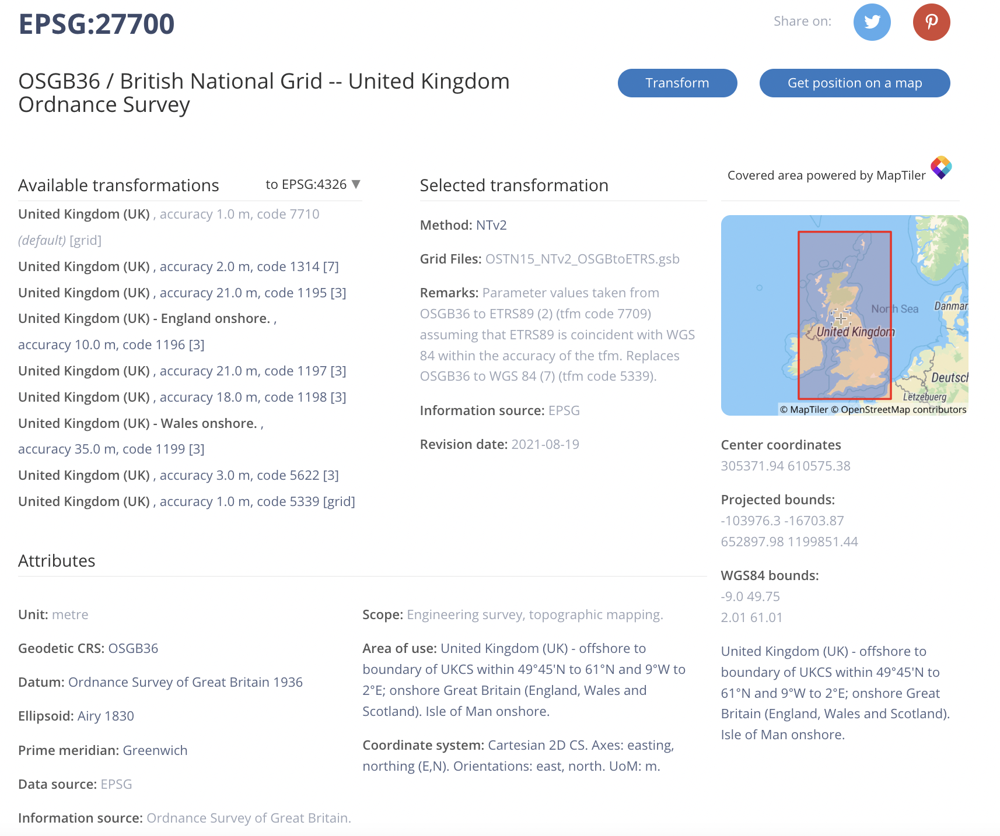 EPSG:27700
Share on:
OSGB36 / British National Grid -- United Kingdom
Ordnance Survey
Transform
Get position on a map
Available transformations
to EPSG:4326 ▼
United Kingdom (UK) , accuracy 1.0 m, code 7710
(default) [grid]
United Kingdom (UK) , accuracy 2.0 m, code 1314 [7]
United Kingdom (UK) , accuracy 21.0 m, code 1195 [3]
United Kingdom (UK) - England onshore. ,
accuracy 10.0 m, code 1196 [3]
United Kingdom (UK) , accuracy 21.0 m, code 1197 [3]
United Kingdom (UK) , accuracy 18.0 m, code 1198 [3]
United Kingdom (UK) - Wales onshore. ,
accuracy 35.0 m, code 1199 [3]
United Kingdom (UK) , accuracy 3.0 m, code 5622 [3]
United Kingdom (UK) , accuracy 1.0 m, code 5339 [grid]
Selected transformation
Method: NTv2
Grid Files: OSTN15_NTv2_OSGBtoETRS.gsb
Remarks: Parameter values taken from
OSGB36 to ETRS89 (2) (tfm code 7709)
assuming that ETRS89 is coincident with WGS
84 within the accuracy of the tfm. Replaces
OSGB36 to WGS 84 (7) (tfm code 5339).
Information source: EPSG
Revision date: 2021-08-19
Covered area powered by MapTiler
North Sea
Danmar
United Kingdom
Deutscl
Lëtzebuerg
© MapTiler © OpenStreetMap contributors
Center coordinates
305371.94 610575.38
Projected bounds:
-103976.3 -16703.87
652897.98 1199851.44
WGS84 bounds:
-9.0 49.75
2.01 61.01
United Kingdom (UK) - offshore to
boundary of UKCS within 49°45'N to
61°N and 9°W to 2°E; onshore Great
Britain (England, Wales and Scotland).
Isle of Man onshore.
Attributes
Unit: metre
Geodetic CRS: OSGB36
Datum: Ordnance Survey of Great Britain 1936
Ellipsoid: Airy 1830
Prime meridian: Greenwich
Data source: EPSG
Information source: Ordnance Survey of Great Britain.
Scope: Engineering survey, topographic mapping.
Area of use: United Kingdom (UK) - offshore to
boundary of UKCS within 49°45'N to 61°N and 9°W to
2°E; onshore Great Britain (England, Wales and
Scotland). Isle of Man onshore.
Coordinate system: Cartesian 2D CS. Axes: easting,
northing (E,N). Orientations: east, north. UoM: m.